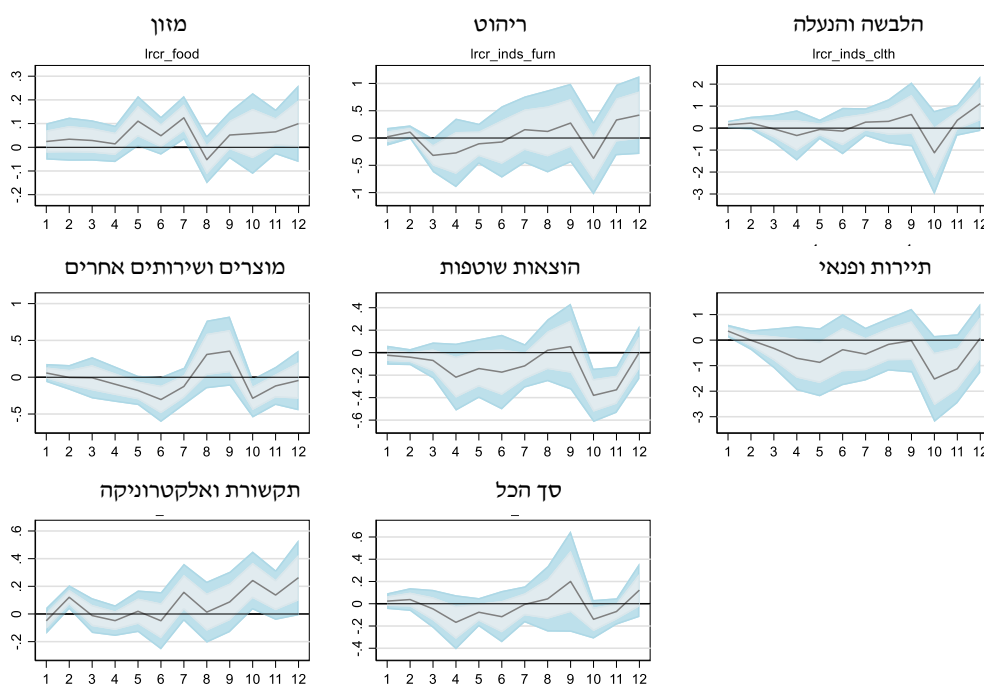 מזון
lrcr_food
.3
.2
.1
0
-.1
-.2
1 2 3 4 5 6 7 8 9 10 11 12
ריהוט
lrcr_inds_furn
1
.5
0
-.5
-1
1 2 3 4 5 6 7 8 9 10 11 12
הלבשה והנעלה
lrcr_inds_clth
2
1
0
-1
-2
-3
1 2 3 4 5 6 7 8 9 10 11 12
מוצרים ושירותים אחרים
1
.5
0
-.5
1 2 3 4 5 6 7 8 9 10 11 12
הוצאות שוטפות
.4
.2
0
-.2
-.4
-.6
1 2 3 4 5 6 7 8 9 10 11 12
תיירות ופנאי
1
0
-1
-2
-3
1 2 3 4 5 6 7 8 9 10 11 12
תקשורת ואלקטרוניקה
.6
.4
.2
0
-.2
1 2 3 4 5 6 7 8 9 10 11 12
סך הכל
.6
.4
.2
0
-.2
-.4
1 2 3 4 5 6 7 8 9 10 11 12